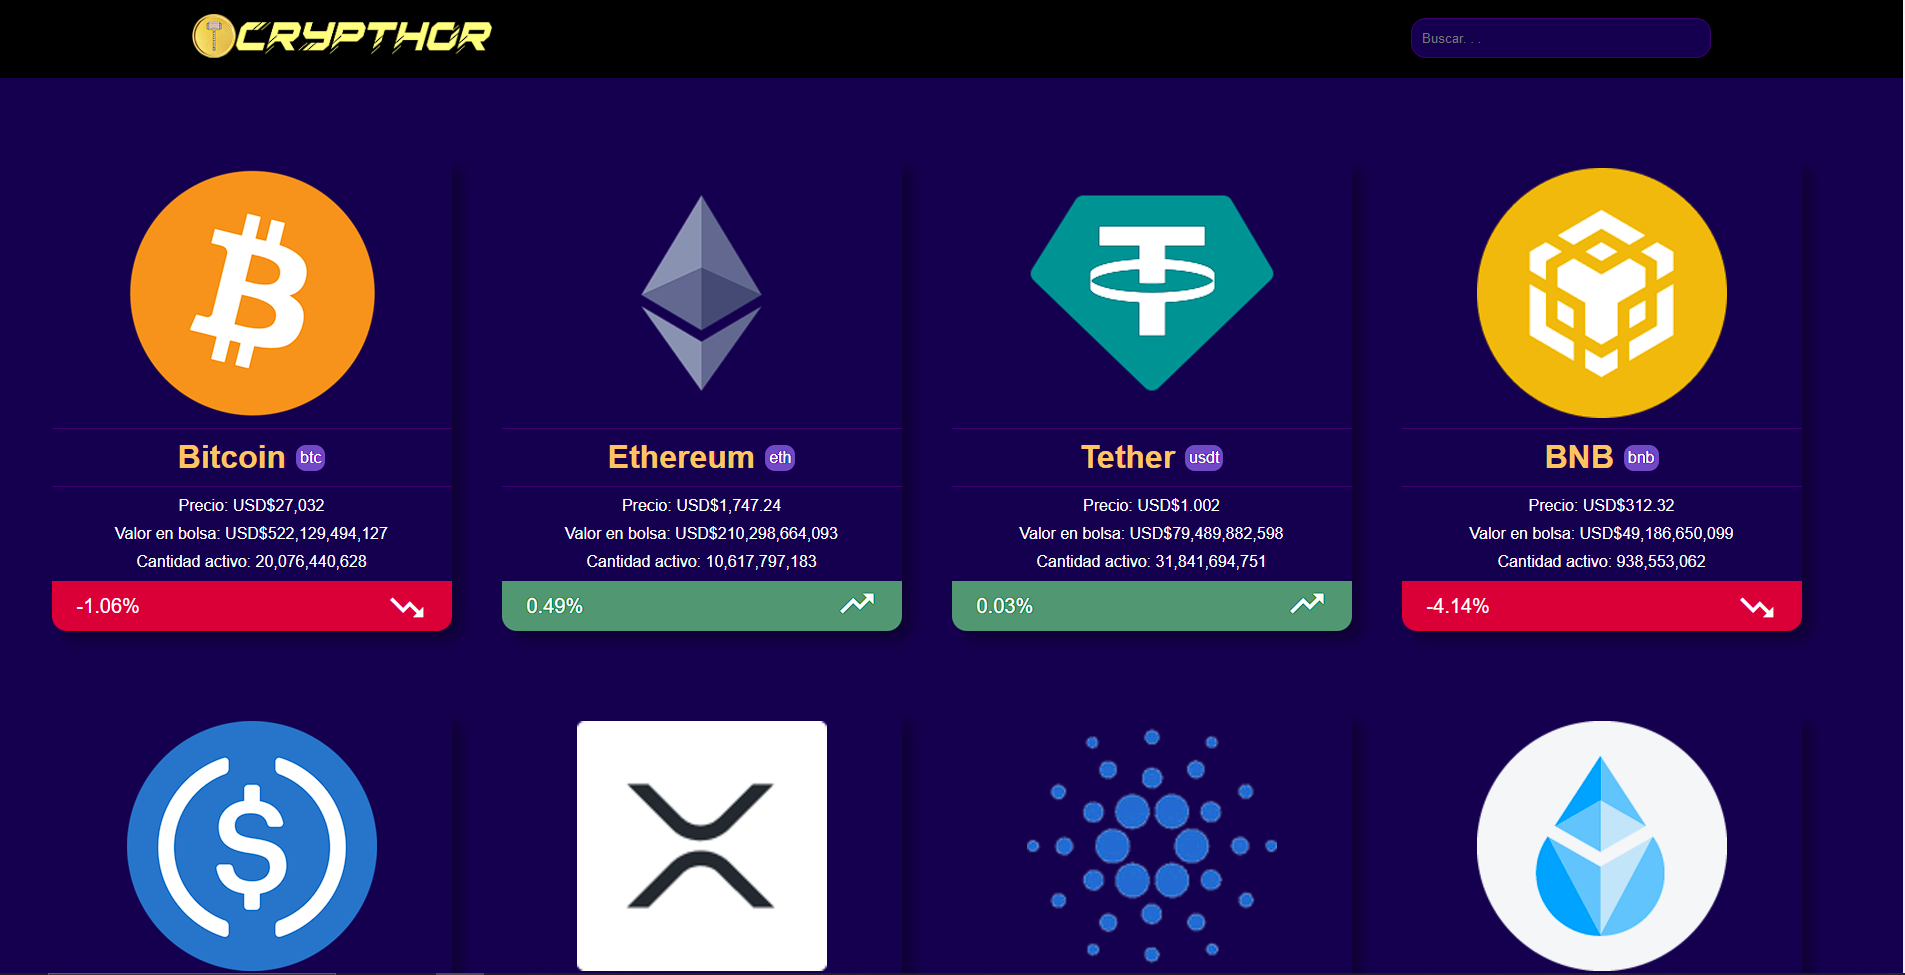 CRYPTHOR
Buscar. . .
Bitcoin btc
Precio: USD$27,032
Valor en bolsa: USD$522,129,494,127
Cantidad activo: 20,076,440,628
-1.06%
Ethereum eth
Precio: USD$1,747.24
Valor en bolsa: USD$210,298,664,093
Cantidad activo: 10,617,797,183
0.49%
Tether usdt
Precio: USD$1.002
Valor en bolsa: USD$79,489,882,598
Cantidad activo: 31,841,694,751
0.03%
BNB bnb
Precio: USD$312.32
Valor en bolsa: USD$49,186,650,099
Cantidad activo: 938,553,062
-4.14%